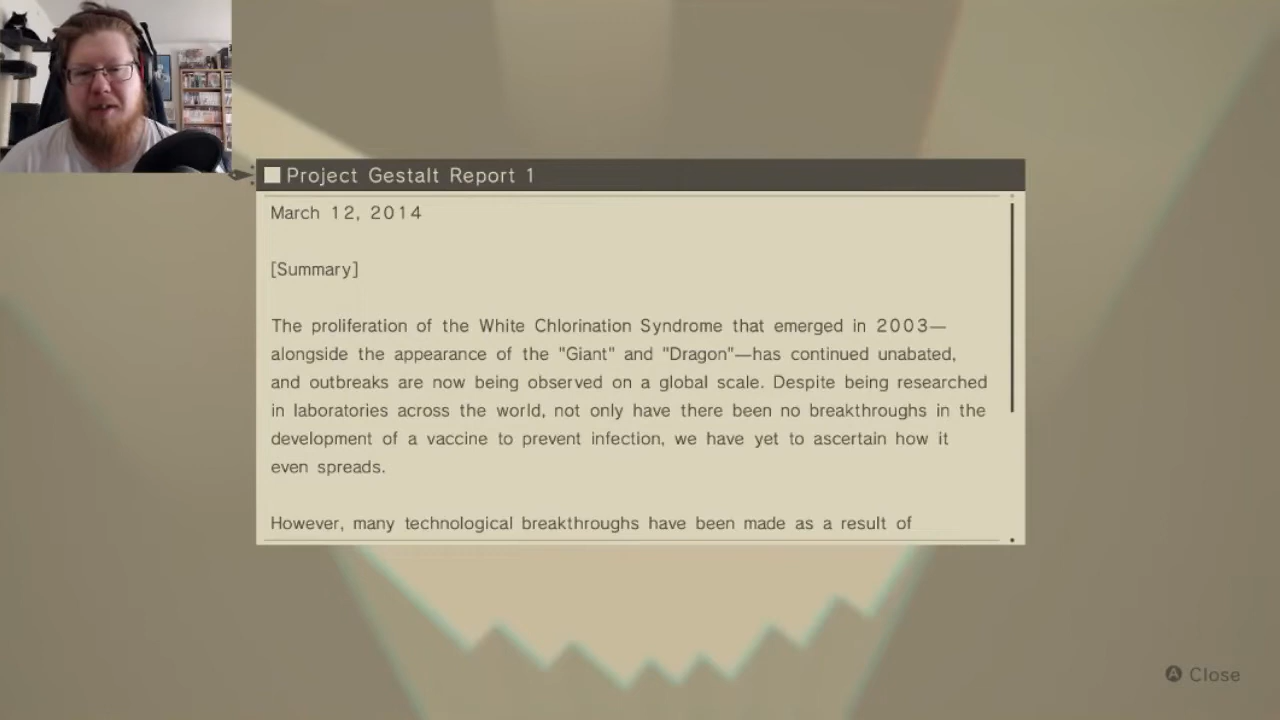 Project Gestalt Report 1
March 12, 2014
[Summary]
The proliferation of the White Chlorination Syndrome that emerged in 2003—
alongside the appearance of the "Giant" and "Dragon"—has continued unabated,
and outbreaks are now being observed on a global scale. Despite being researched
in laboratories across the world, not only have there been no breakthroughs in the
development of a vaccine to prevent infection, we have yet to ascertain how it
even spreads.
However, many technological breakthroughs have been made as a result of
A Close